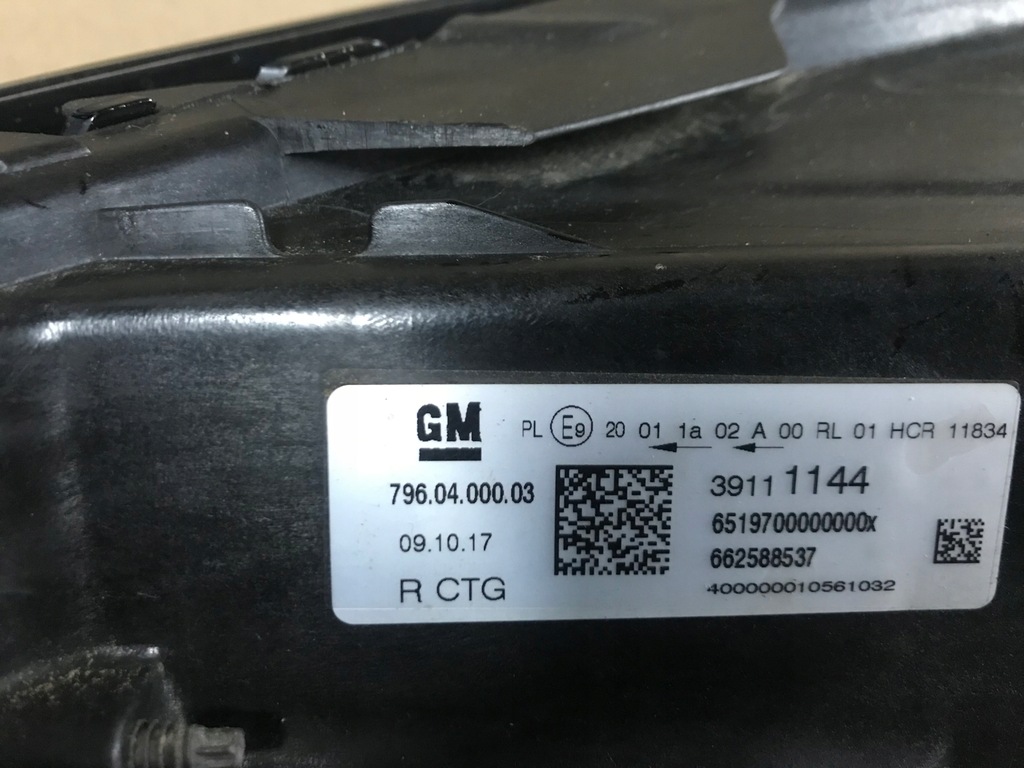 GM
PL E9 20 01 1a 02 A 00 RL 01 HCR 11834
796.04.000.03
39111144
6519700000000x
09.10.17
662588537
R CTG
400000010561032